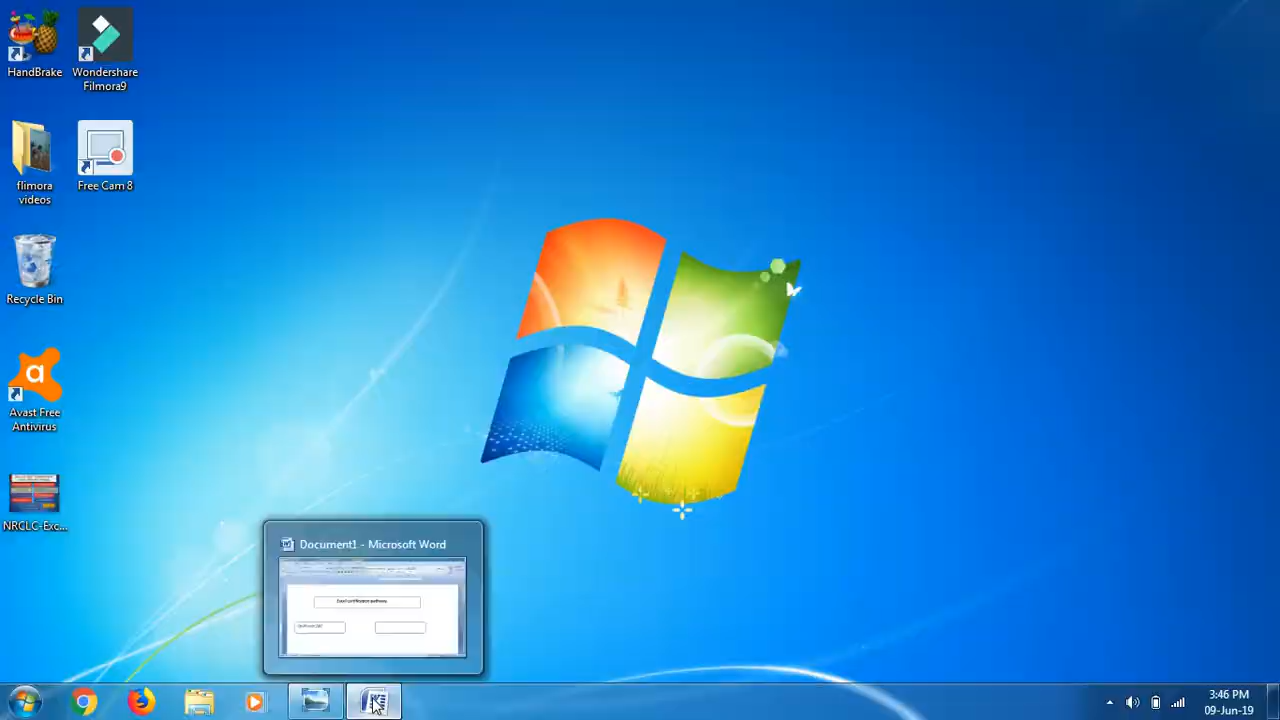 HandBrake
Wondershare
Filmora9
flimora
videos
Free Cam 8
Recycle Bin
Avast Free
Antivirus
NRCLC-Exc...
Document1 - Microsoft Word
3:46 PM
09-Jun-19